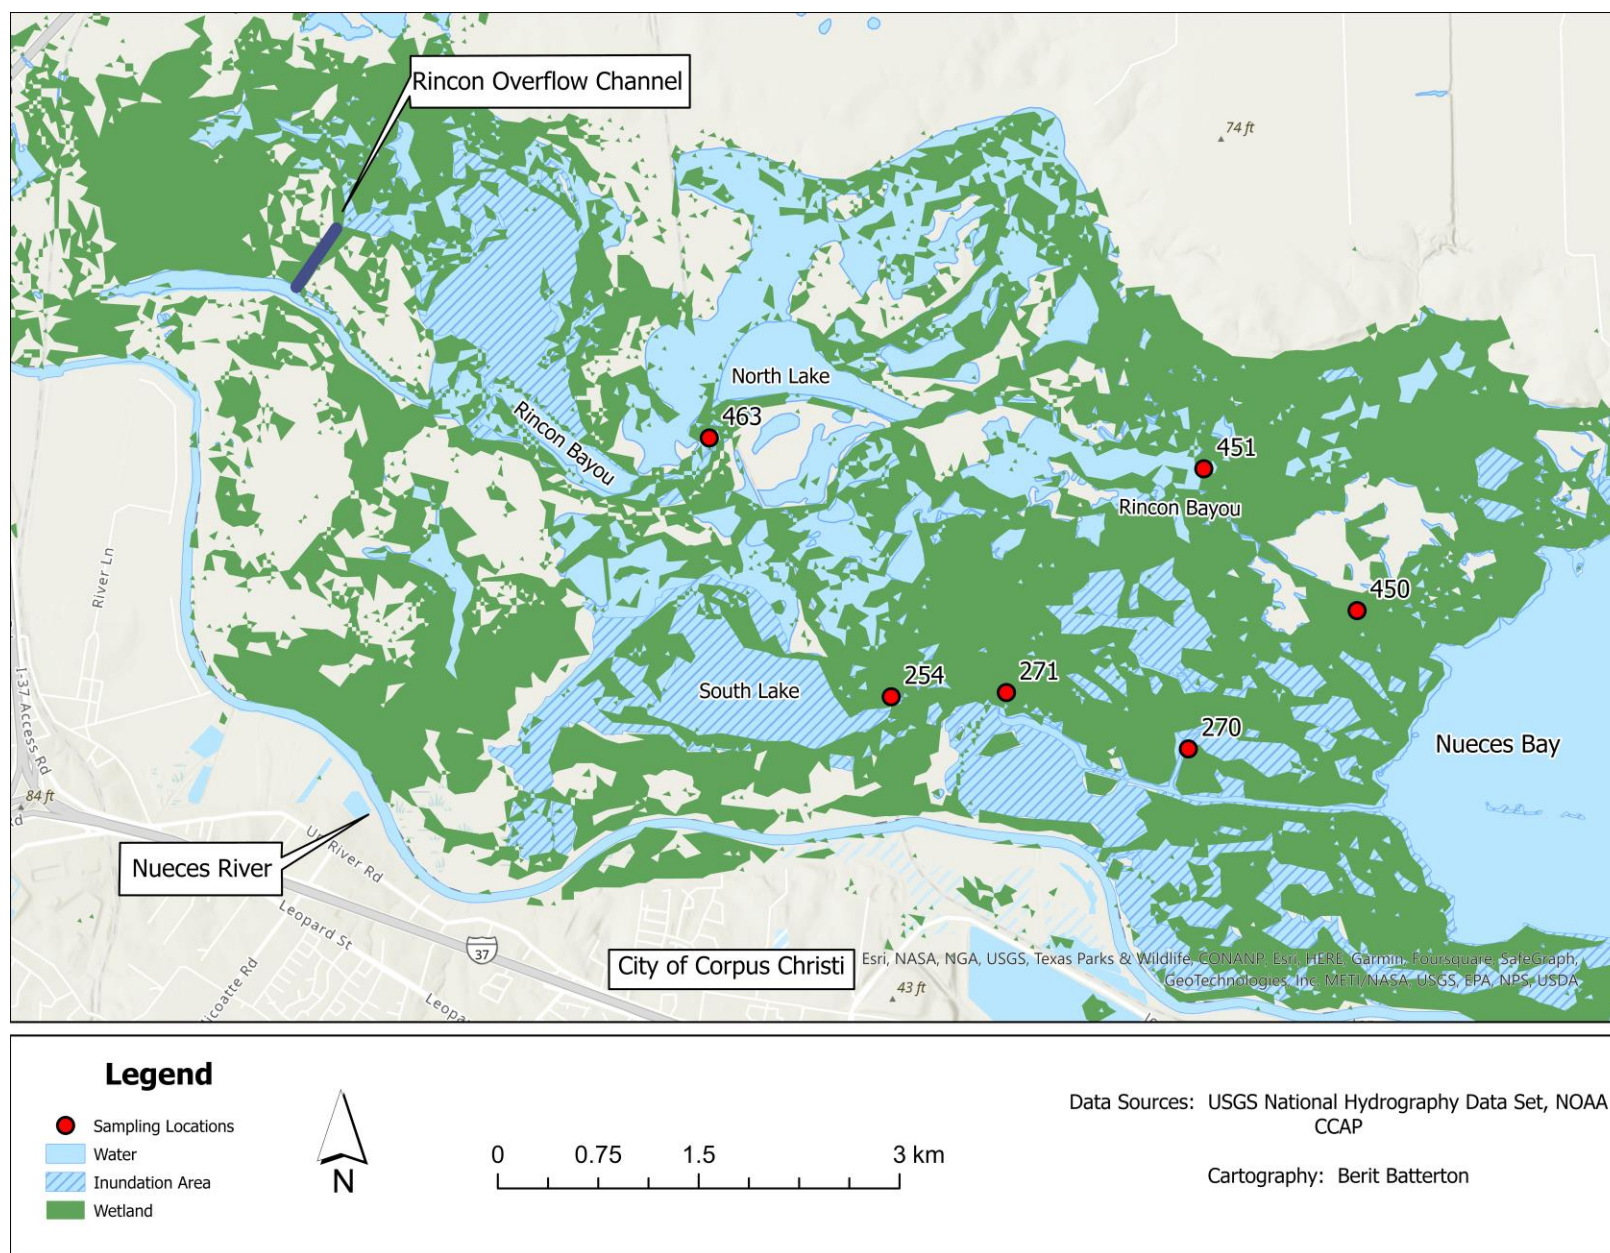 Rincon Overflow Channel
74 ft
North Lake
463
Rincon Bayou
451
Rincon Bayou
River Ln
450
I-37 Access Rd
254
271
South Lake
270
Nueces Bay
84 ft
Nueces River
River Rd
Leopard St
37
City of Corpus Christi
Esri, NASA, NGA, USGS, Texas Parks & Wildlife, CONANP, Esri, HERE, Garmin, Foursquare, SafeGraph,
GeoTechnologies, Inc, METI/NASA, USGS, EPA, NPS, USDA
43 ft
Legend
Sampling Locations
Water
Inundation Area
Wetland
N
0 0.75 1.5 3 km
Data Sources: USGS National Hydrography Data Set, NOAA
CCAP
Cartography: Berit Batterton